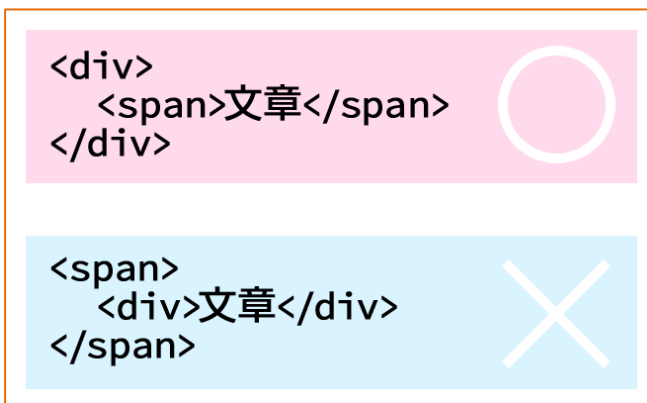 <div>
<span>文章</span>
</div>
<span>
<div>文章</div>
</span>